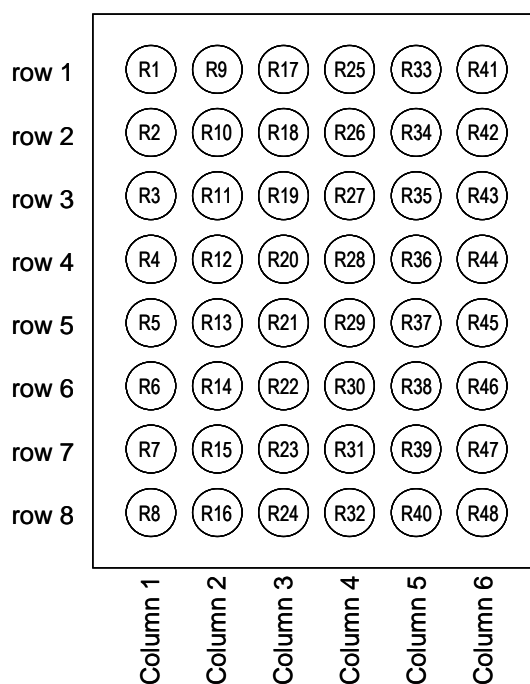 row 1 R1 R9 R17 R25 R33 R41
row 2 R2 R10 R18 R26 R34 R42
row 3 R3 R11 R19 R27 R35 R43
row 4 R4 R12 R20 R28 R36 R44
row 5 R5 R13 R21 R29 R37 R45
row 6 R6 R14 R22 R30 R38 R46
row 7 R7 R15 R23 R31 R39 R47
row 8 R8 R16 R24 R32 R40 R48
Column 1
Column 2
Column 3
Column 4
Column 5
Column 6